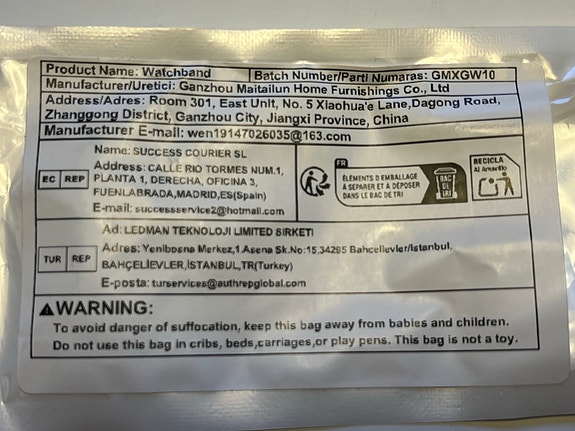 Product Name: Watchband Batch Number/Parti Numaras: GMXGW10
Manufacturer/Uretici: Ganzhou Maitailun Home Furnishings Co., Ltd
Address/Adres: Room 301, East Unit, No. 5 Xiaohua'e Lane,Dagong Road,
Zhanggong District, Ganzhou City, Jiangxi Province, China
Manufacturer E-mail: wen19147026035@163.com
EC REP
Name: SUCCESS COURIER SL
Address: CALLE RIO TORMES NUM.1,
PLANTA 1, DERECHA, OFICINA 3,
FUENLABRADA,MADRID,ES(Spain)
E-mail: successservice2@hotmail.com
FR
ÉLÉMENTS D'EMBALLAGE
À SÉPARER ET À DÉPOSER
DANS LE BAC DE TRI
BAC
DE
TRI
RECICLA
Al Amarillo
TUR REP
Ad: LEDMAN TEKNOLOJI LIMITED SIRKETI
Adres: Yenibosna Merkez,1.Asena Sk.No:15,34295 Bahcelievler/Istanbul,
BAHÇELİEVLER,İSTANBUL,TR(Turkey)
E-posta: turservices@authrepglobal.com
WARNING:
To avoid danger of suffocation, keep this bag away from babies and children.
Do not use this bag in cribs, beds,carriages,or play pens. This bag is not a toy.